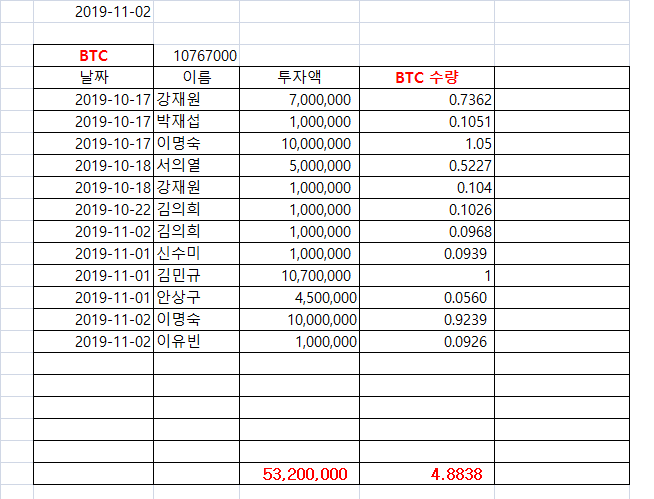 2019-11-02
BTC 10767000
날짜 이름 투자액 BTC 수량
2019-10-17 강재원 7,000,000 0.7362
2019-10-17 박재섭 1,000,000 0.1051
2019-10-17 이명숙 10,000,000 1.05
2019-10-18 서의열 5,000,000 0.5227
2019-10-18 강재원 1,000,000 0.104
2019-10-22 김의희 1,000,000 0.1026
2019-11-02 김의희 1,000,000 0.0968
2019-11-01 신수미 1,000,000 0.0939
2019-11-01 김민규 10,700,000 1
2019-11-01 안상구 4,500,000 0.0560
2019-11-02 이명숙 10,000,000 0.9239
2019-11-02 이유빈 1,000,000 0.0926
53,200,000 4.8838